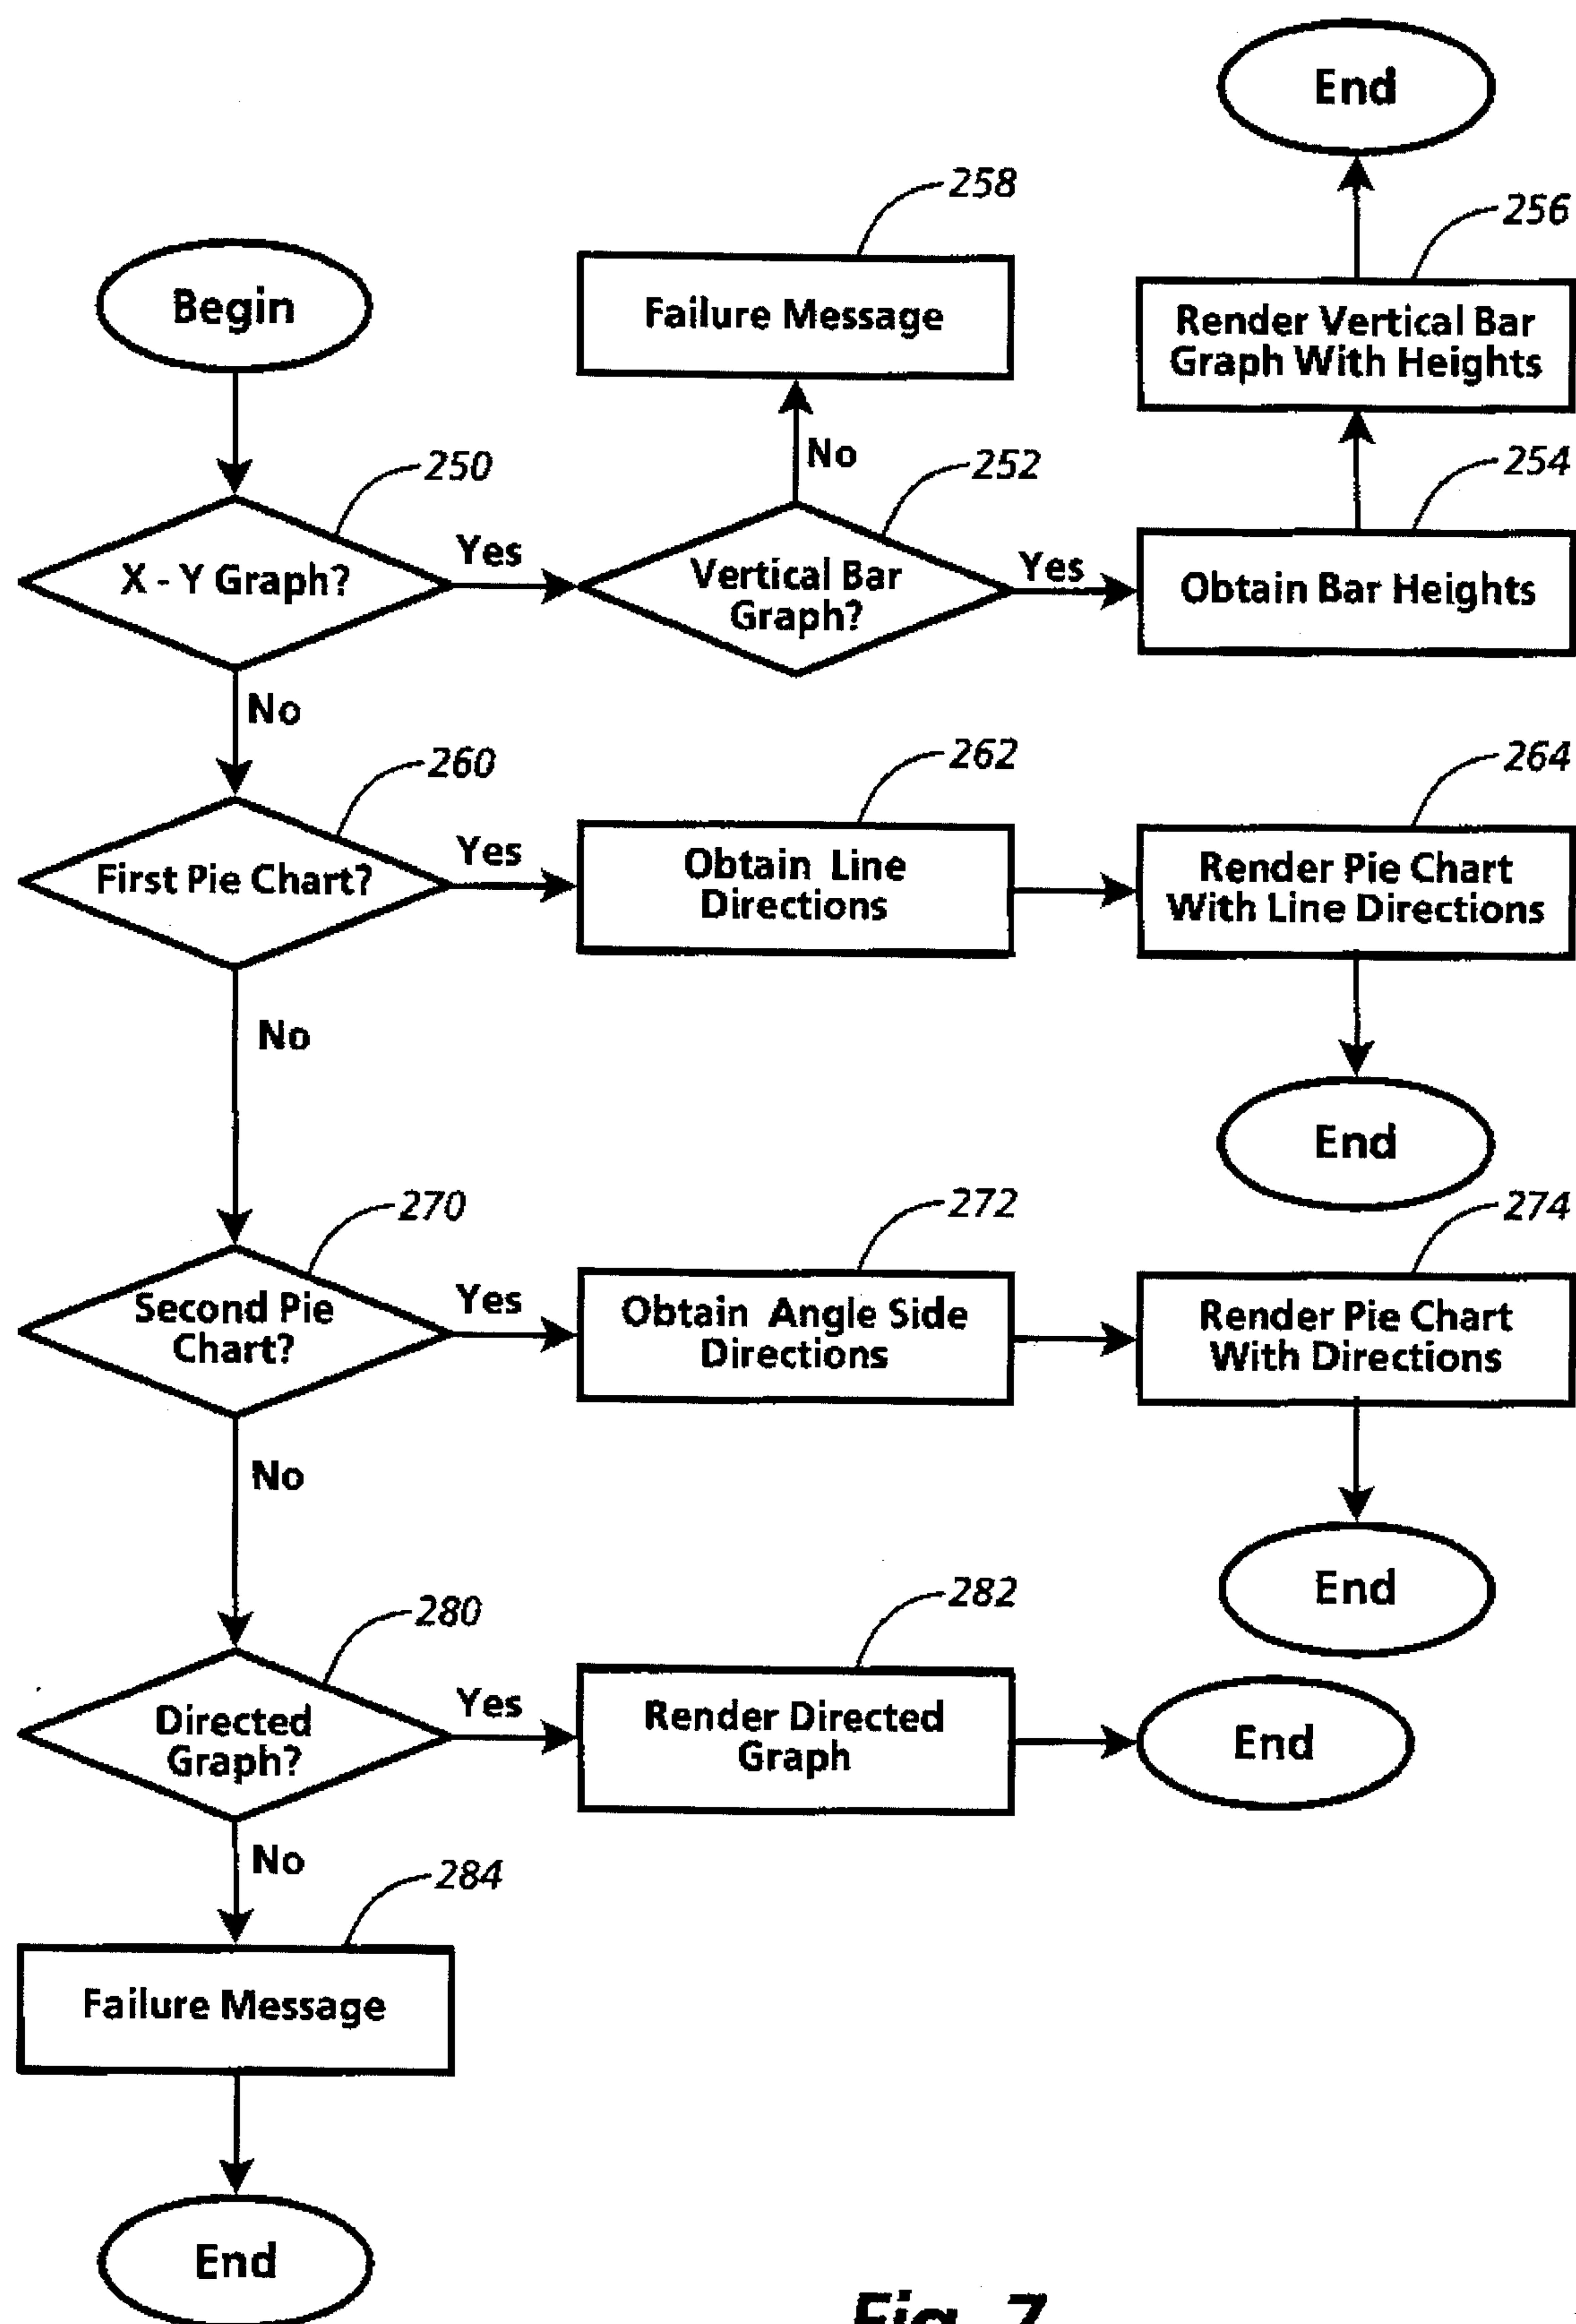 End
258
256
Begin
Failure Message
Render Vertical Bar
Graph With Heights
No
250
252
254
X - Y Graph?
Yes
Vertical Bar
Graph?
Yes
Obtain Bar Heights
No
260
262
264
First Pie Chart?
Yes
Obtain Line
Directions
Render Pie Chart
With Line Directions
No
End
270
272
274
Second Pie
Chart?
Yes
Obtain Angle Side
Directions
Render Pie Chart
With Directions
No
End
280
282
Directed
Graph?
Yes
Render Directed
Graph
End
No
284
Failure Message
End
Fig. 7